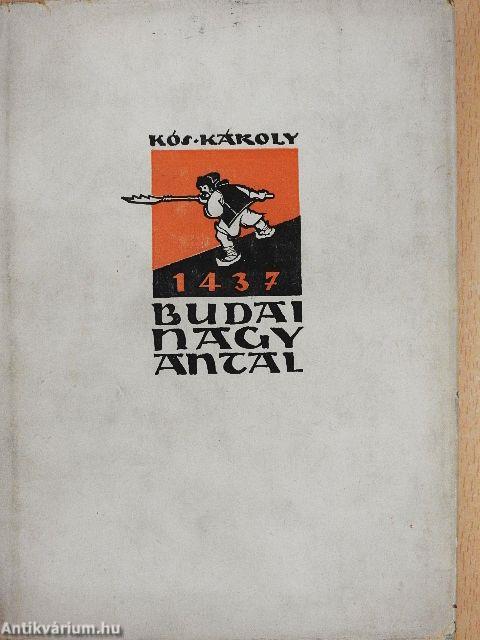 KÓS·KÁROLY
1437
BUDAI
NAGY
ANTAL
Antikvárium.hu